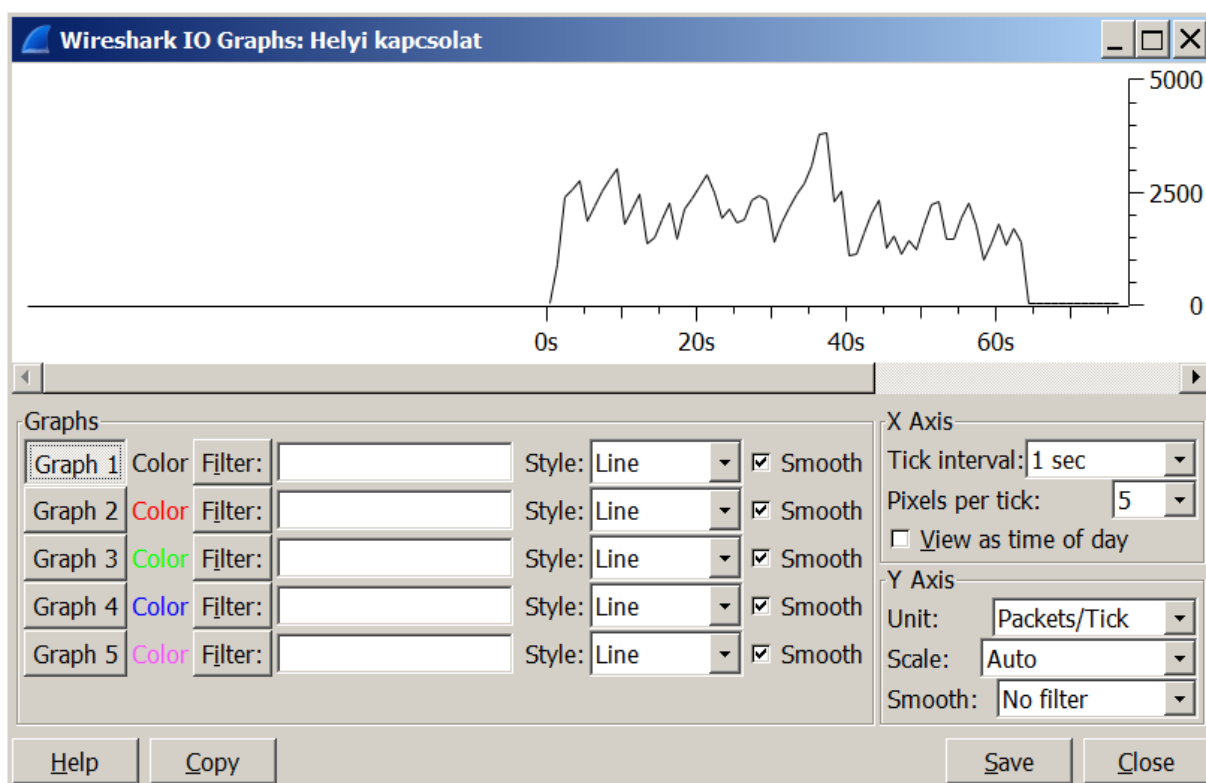 Wireshark IO Graphs: Helyi kapsolat
5000
2500
0
0s 20s 40s 60s
Graphs
Graph 1 Color Filter: Style: Line Smooth
Graph 2 Color Filter: Style: Line Smooth
Graph 3 Color Filter: Style: Line Smooth
Graph 4 Color Filter: Style: Line Smooth
Graph 5 Color Filter: Style: Line Smooth
X Axis
Tick interval: 1 sec
Pixels per tick: 5
View as time of day
Y Axis
Unit: Packets/Tick
Scale: Auto
Smooth: No filter
Help Copy Save Close